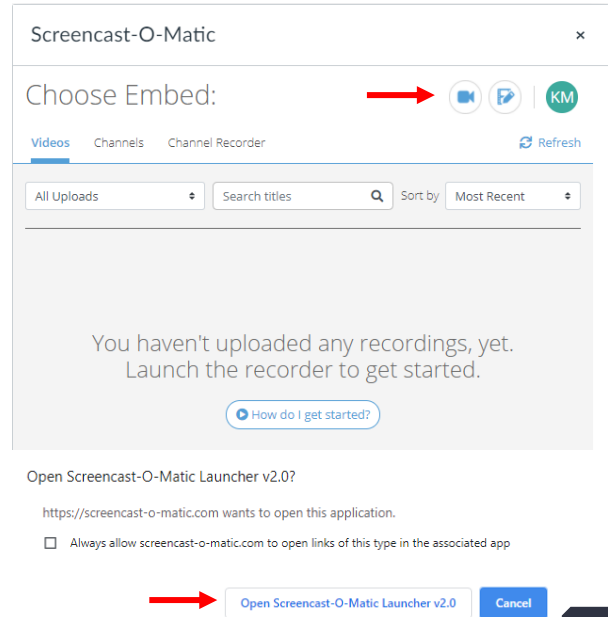 Screencast-O-Matic ×
Choose Embed: KM
Videos Channels Channel Recorder Refresh
All Uploads Search titles Sort by Most Recent
You haven't uploaded any recordings, yet.
Launch the recorder to get started.
How do I get started?
Open Screencast-O-Matic Launcher v2.0?
https://screencast-o-matic.com wants to open this application.
Always allow screencast-o-matic.com to open links of this type in the associated app
Open Screencast-O-Matic Launcher v2.0 Cancel